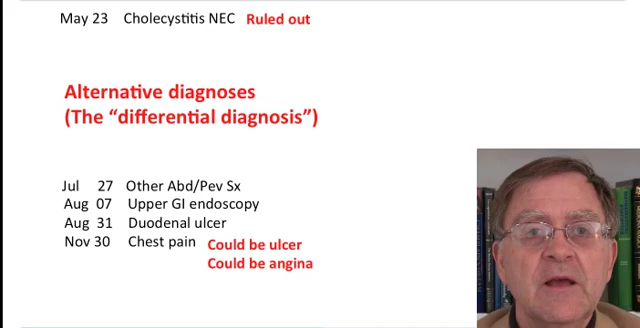 May 23 Cholecystitis NEC Ruled out
Alternative diagnoses
(The “differential diagnosis”)
Jul 27 Other Abd/Pev Sx
Aug 07 Upper GI endoscopy
Aug 31 Duodenal ulcer
Nov 30 Chest pain Could be ulcer
Could be angina